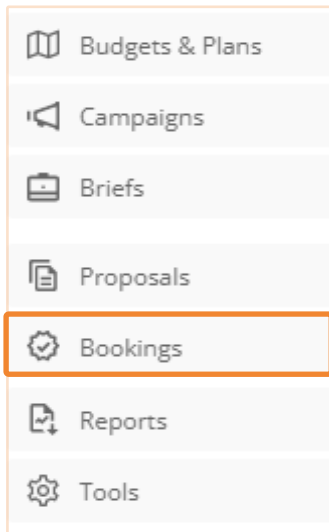 Budgets & Plans
Campaigns
Briefs
Proposals
Bookings
Reports
Tools